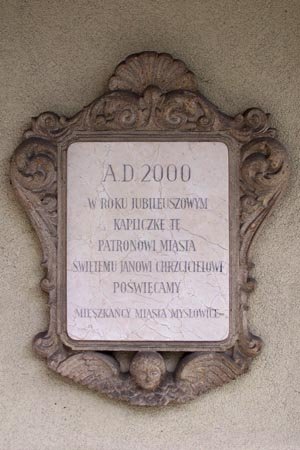 A.D. 2000
W ROKU JUBILEUSZOWYM
KAPLICZKĘ TĘ
PATRONOWI MIASTA
ŚWIĘTEMU JANOWI CHRZCICIELOWI
POŚWIĘCAMY
MIESZKAŃCY MIASTA MYSŁOWICE